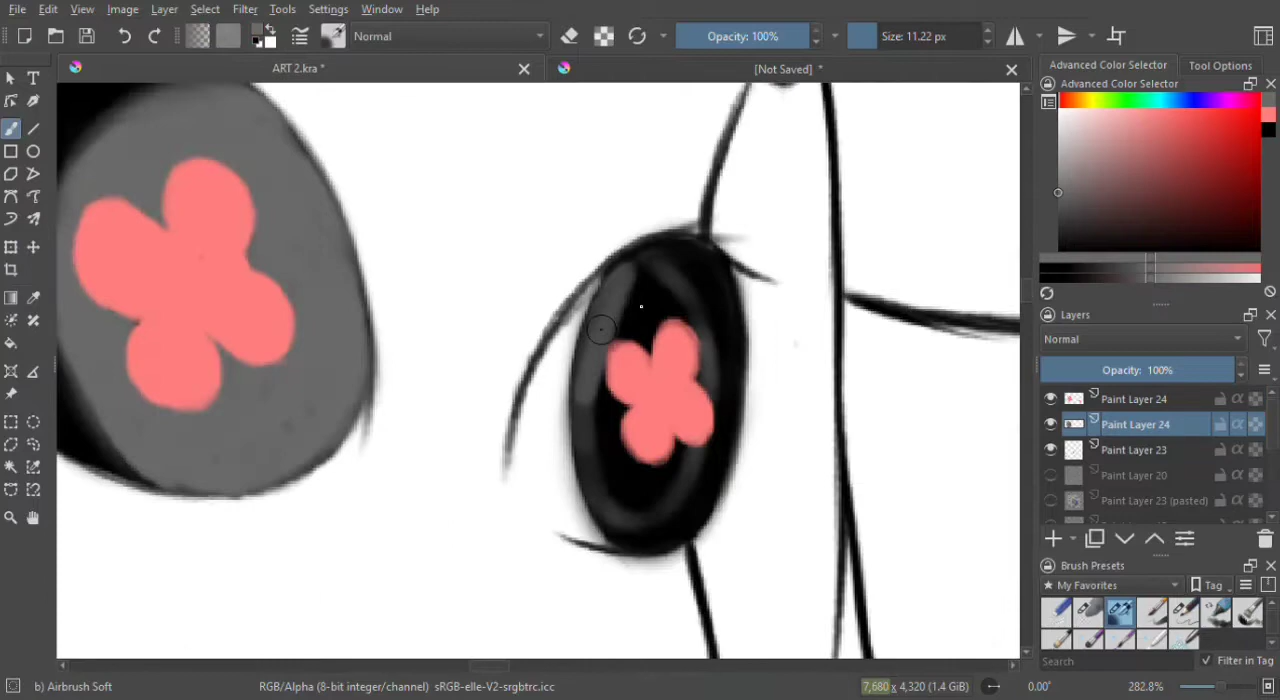 File Edit View Image Layer Select Filter Tools Settings Window Help
Normal
Opacity: 100%
Size: 11.22 px
ART 2.kra *
[Not Saved] *
Advanced Color Selector
Tool Options
Advanced Color Selector
Layers
Normal
Opacity: 100%
Paint Layer 24
Paint Layer 24
Paint Layer 23
Paint Layer 20
Paint Layer 23 (pasted)
Brush Presets
★ My Favorites
Tag
Search
Filter in Tag
b) Airbrush Soft
RGB/Alpha (8-bit integer/channel) sRGB-elle-V2-srgbtrc.icc
7,680 x 4,320 (1.4 GiB)
0.00°
282.8%